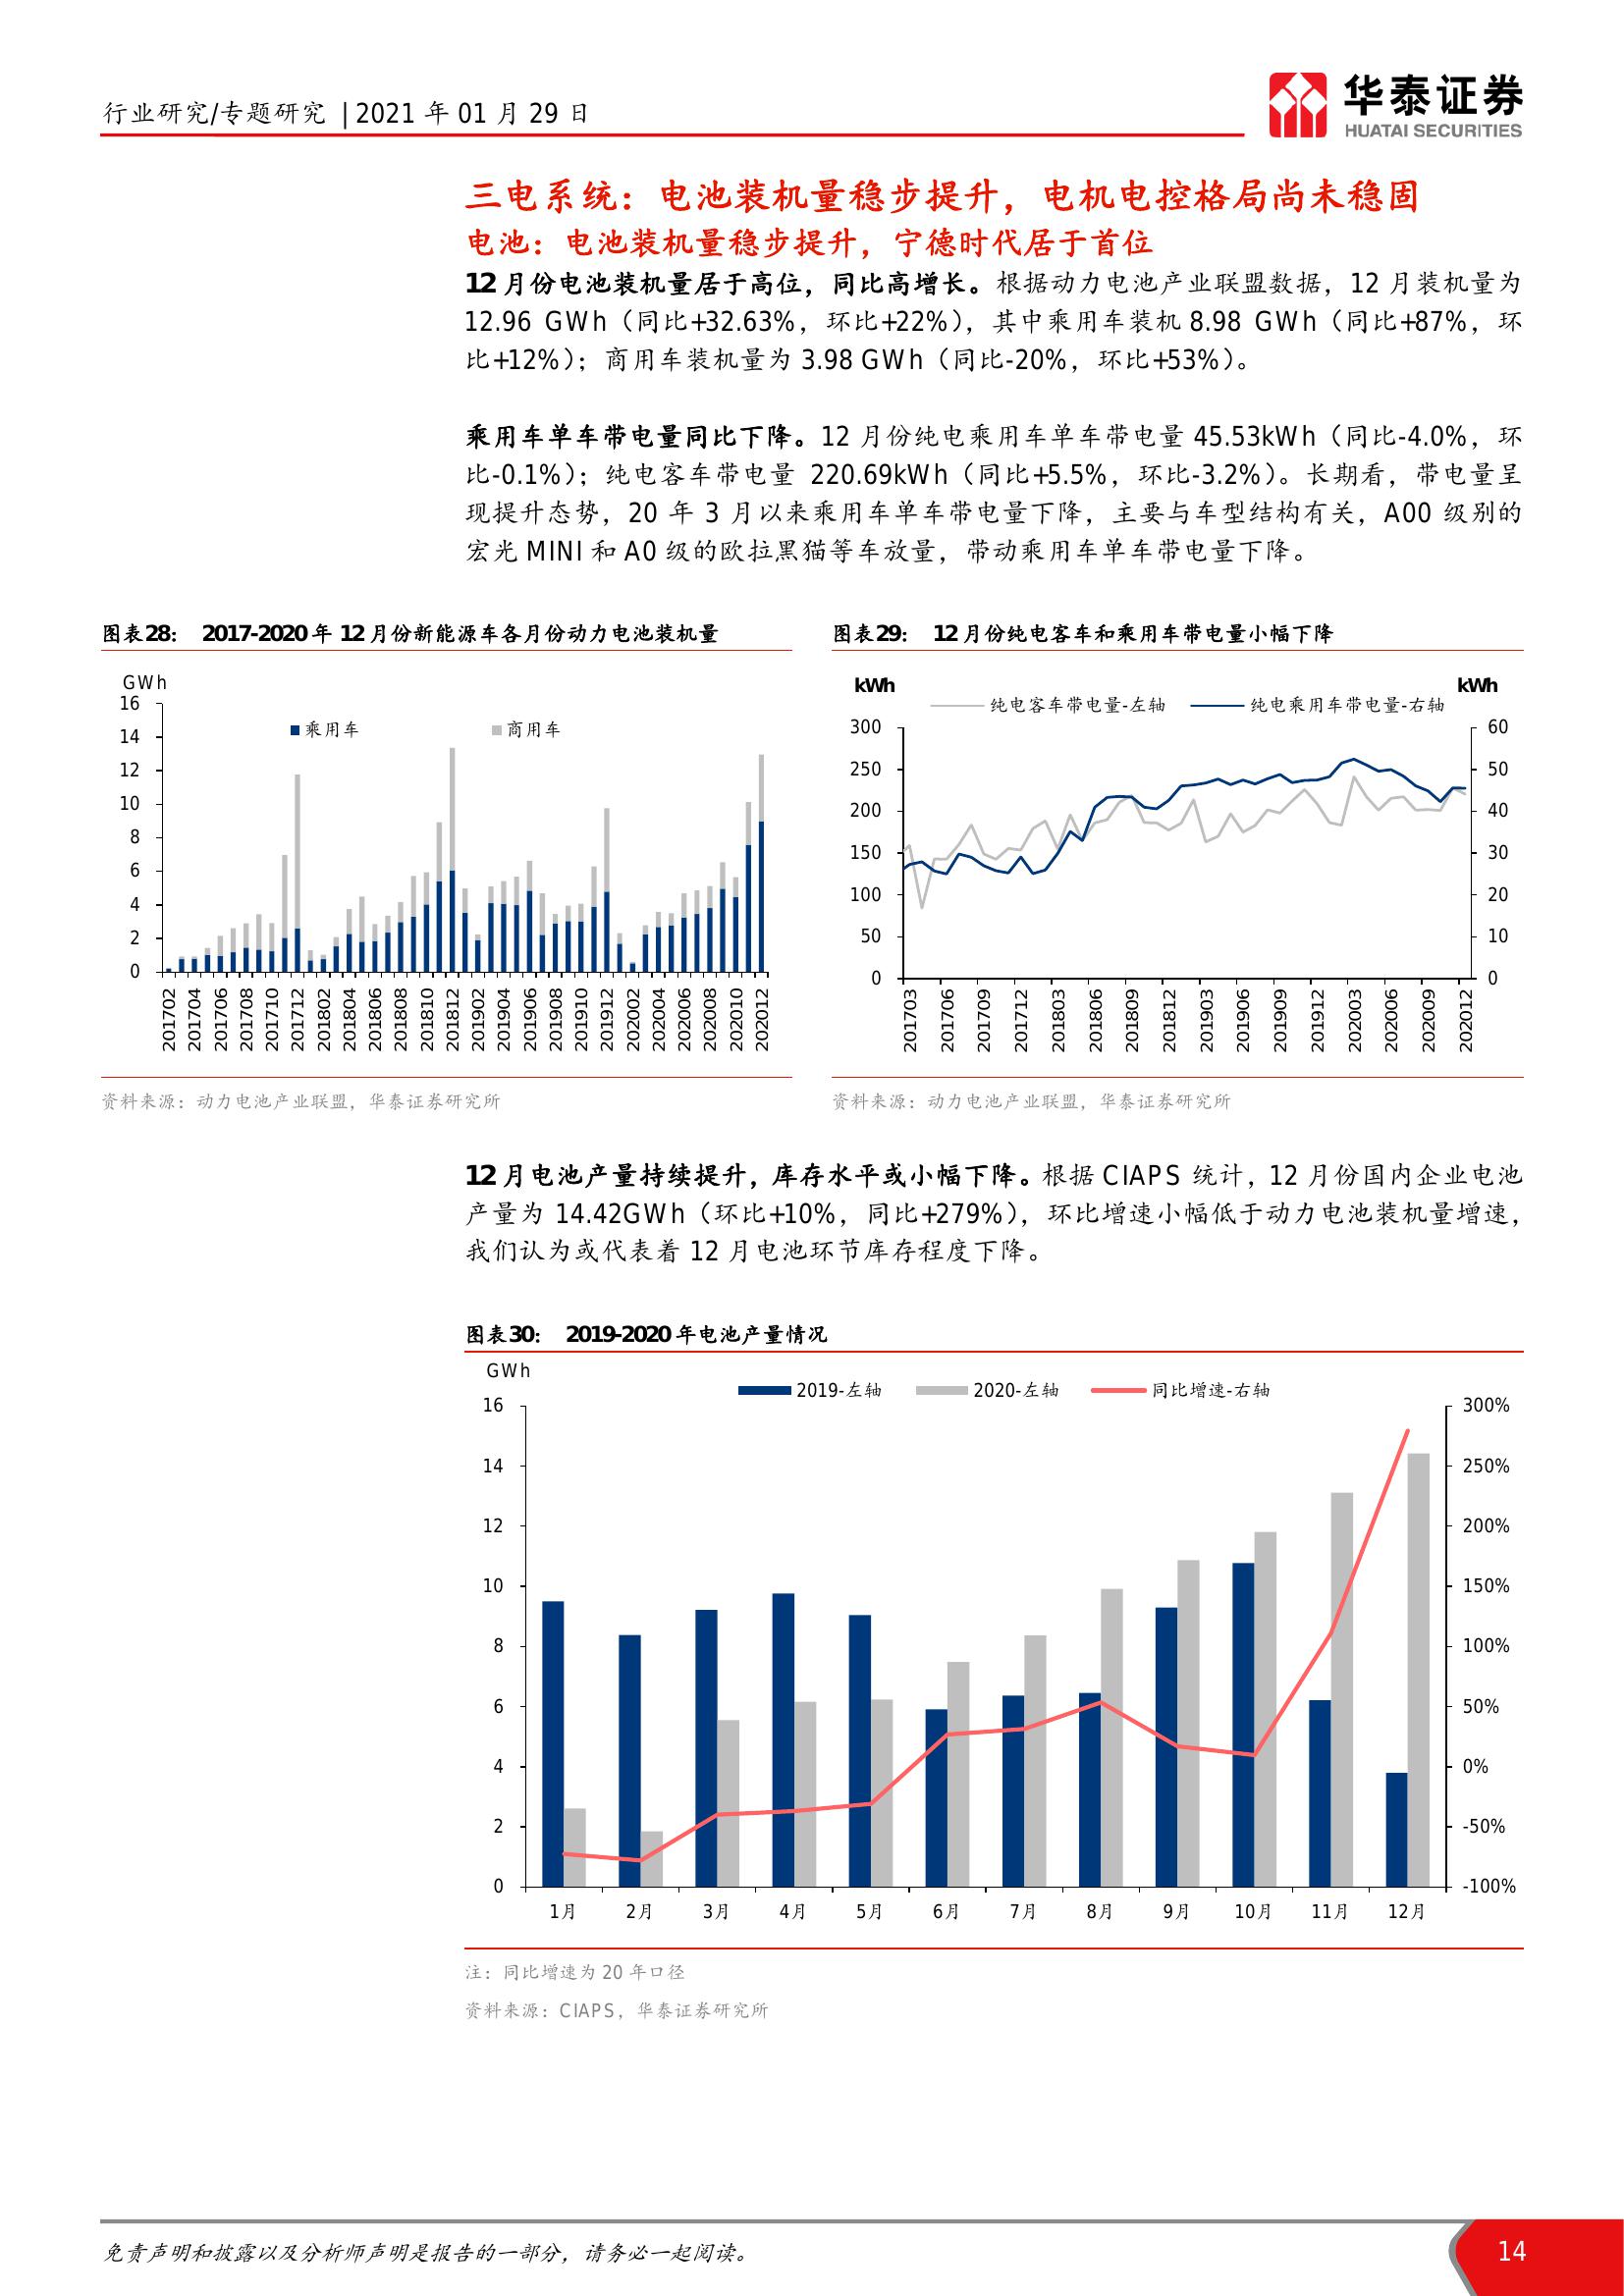 行业研究/专题研究 | 2021 年 01 月 29 日
华泰证券
HUATAI SECURITIES
三电系统：电池装机量稳步提升，电机电控格局尚未稳固
电池：电池装机量稳步提升，宁德时代居于首位
12 月份电池装机量居于高位，同比高增长。根据动力电池产业联盟数据，12 月装机量为
12.96 GWh（同比+32.63%，环比+22%），其中乘用车装机 8.98 GWh（同比+87%，环
比+12%）；商用车装机量为 3.98 GWh（同比-20%，环比+53%）。
乘用车单车带电量同比下降。12 月份纯电乘用车单车带电量 45.53kWh（同比-4.0%，环
比-0.1%）；纯电客车带电量 220.69kWh（同比+5.5%，环比-3.2%）。长期看，带电量呈
现提升态势，20 年 3 月以来乘用车单车带电量下降，主要与车型结构有关，A00 级别的
宏光 MINI 和 A0 级的欧拉黑猫等车放量，带动乘用车单车带电量下降。
图表28： 2017-2020 年 12 月份新能源车各月份动力电池装机量
GWh
乘用车 商用车
16
14
12
10
8
6
4
2
0
201702 201704 201706 201708 201710 201712 201802 201804 201806 201808 201810 201812 201902 201904 201906 201908 201910 201912 202002 202004 202006 202008 202010 202012
资料来源：动力电池产业联盟，华泰证券研究所
图表29： 12 月份纯电客车和乘用车带电量小幅下降
kWh kWh
纯电客车带电量-左轴 纯电乘用车带电量-右轴
300 60
250 50
200 40
150 30
100 20
50 10
0 0
201703 201706 201709 201712 201803 201806 201809 201812 201903 201906 201909 201912 202003 202006 202009 202012
资料来源：动力电池产业联盟，华泰证券研究所
12 月电池产量持续提升，库存水平或小幅下降。根据 CIAPS 统计，12 月份国内企业电池
产量为 14.42GWh（环比+10%，同比+279%），环比增速小幅低于动力电池装机量增速，
我们认为或代表着 12 月电池环节库存程度下降。
图表30： 2019-2020 年电池产量情况
GWh
2019-左轴 2020-左轴 同比增速-右轴
16 300%
14 250%
12 200%
10 150%
8 100%
6 50%
4 0%
2 -50%
0 -100%
1月 2月 3月 4月 5月 6月 7月 8月 9月 10月 11月 12月
注：同比增速为 20 年口径
资料来源：CIAPS，华泰证券研究所
免责声明和披露以及分析师声明是报告的一部分，请务必一起阅读。
14